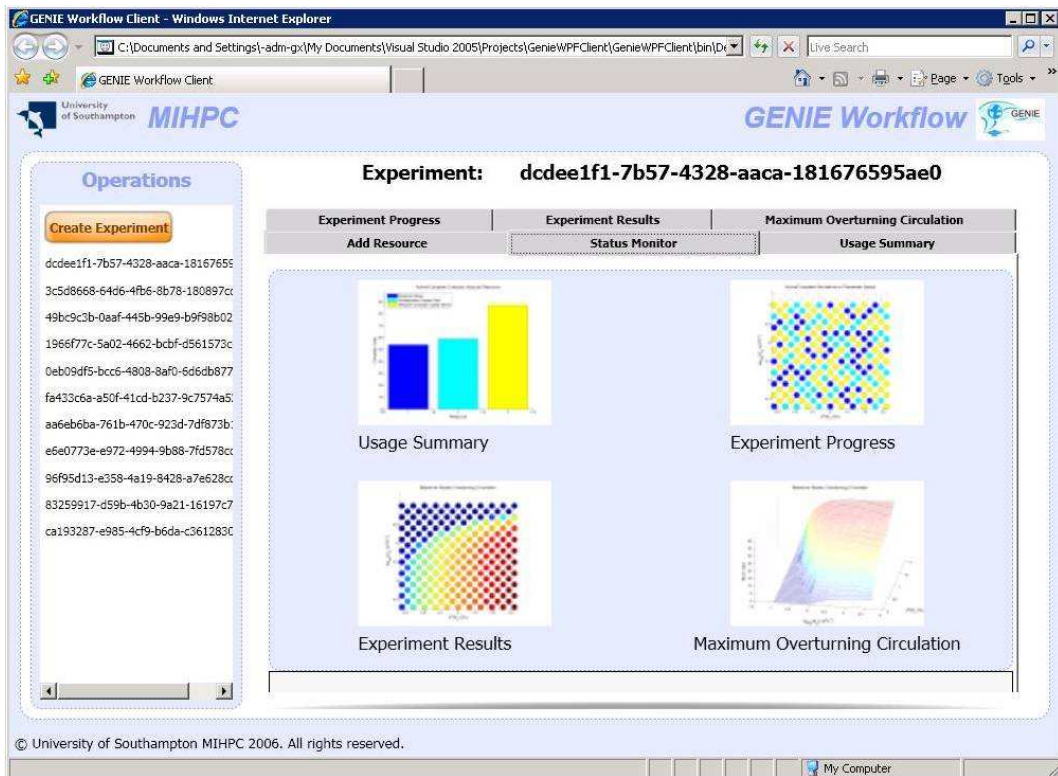 GENIE Workflow Client - Windows Internet Explorer
C:\Documents and Settings\-adm-gx\My Documents\Visual Studio 2005\Projects\GenieWPFClient\GenieWPFClient\bin\De
Live Search
GENIE Workflow Client
Page
Tools
»
University
of Southampton
MIHPC
GENIE Workflow
GENIE
Operations
Create Experiment
dcdee1f1-7b57-4328-aaca-18167659
3c5d8668-64d6-4fb6-8b78-180897cc
49bc9c3b-0aaf-445b-99e9-b9f98b02
1966f77c-5a02-4662-bcbf-d561573c
0eb09df5-bcc6-4808-8af0-6d6db877
fa433c6a-a50f-41cd-b237-9c7574a5
aa6eb6ba-761b-470c-923d-7df873b
e6e0773e-e972-4994-9b88-7fd578cc
96f95d13-e358-4a19-8428-a7e628cc
83259917-d59b-4b30-9a21-16197c7
ca193287-e985-4cf9-b6da-c3612830
Experiment: dcdee1f1-7b57-4328-aaca-181676595ae0
Experiment Progress
Experiment Results
Maximum Overturning Circulation
Add Resource
Status Monitor
Usage Summary
Usage Summary
Experiment Progress
Experiment Results
Maximum Overturning Circulation
© University of Southampton MIHPC 2006. All rights reserved.
My Computer